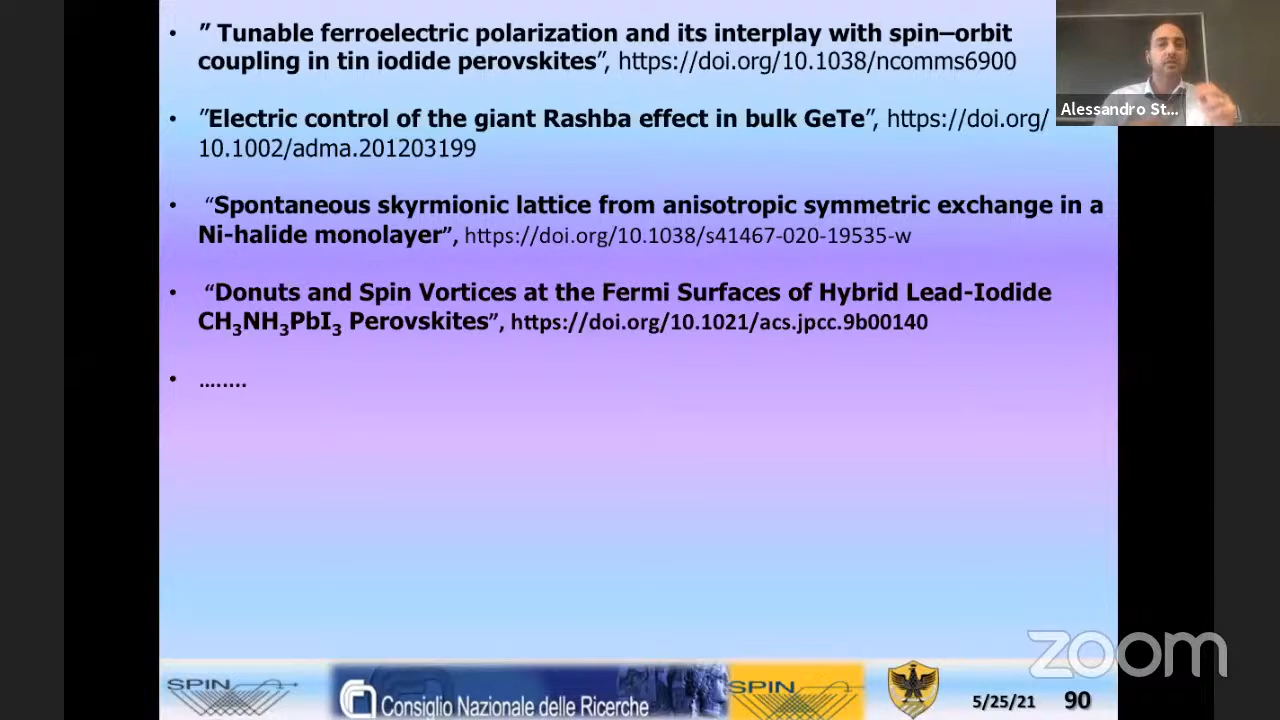 • ” Tunable ferroelectric polarization and its interplay with spin–orbit
coupling in tin iodide perovskites”, https://doi.org/10.1038/ncomms6900
• ”Electric control of the giant Rashba effect in bulk GeTe”, https://doi.org/
10.1002/adma.201203199
• “Spontaneous skyrmionic lattice from anisotropic symmetric exchange in a
Ni-halide monolayer”, https://doi.org/10.1038/s41467-020-19535-w
• “Donuts and Spin Vortices at the Fermi Surfaces of Hybrid Lead-Iodide
CH₃NH₃PbI₃ Perovskites”, https://doi.org/10.1021/acs.jpcc.9b00140
• ........
Alessandro St...
zoom
SPIN
Consiglio Nazionale delle Ricerche
SPIN
5/25/21
90